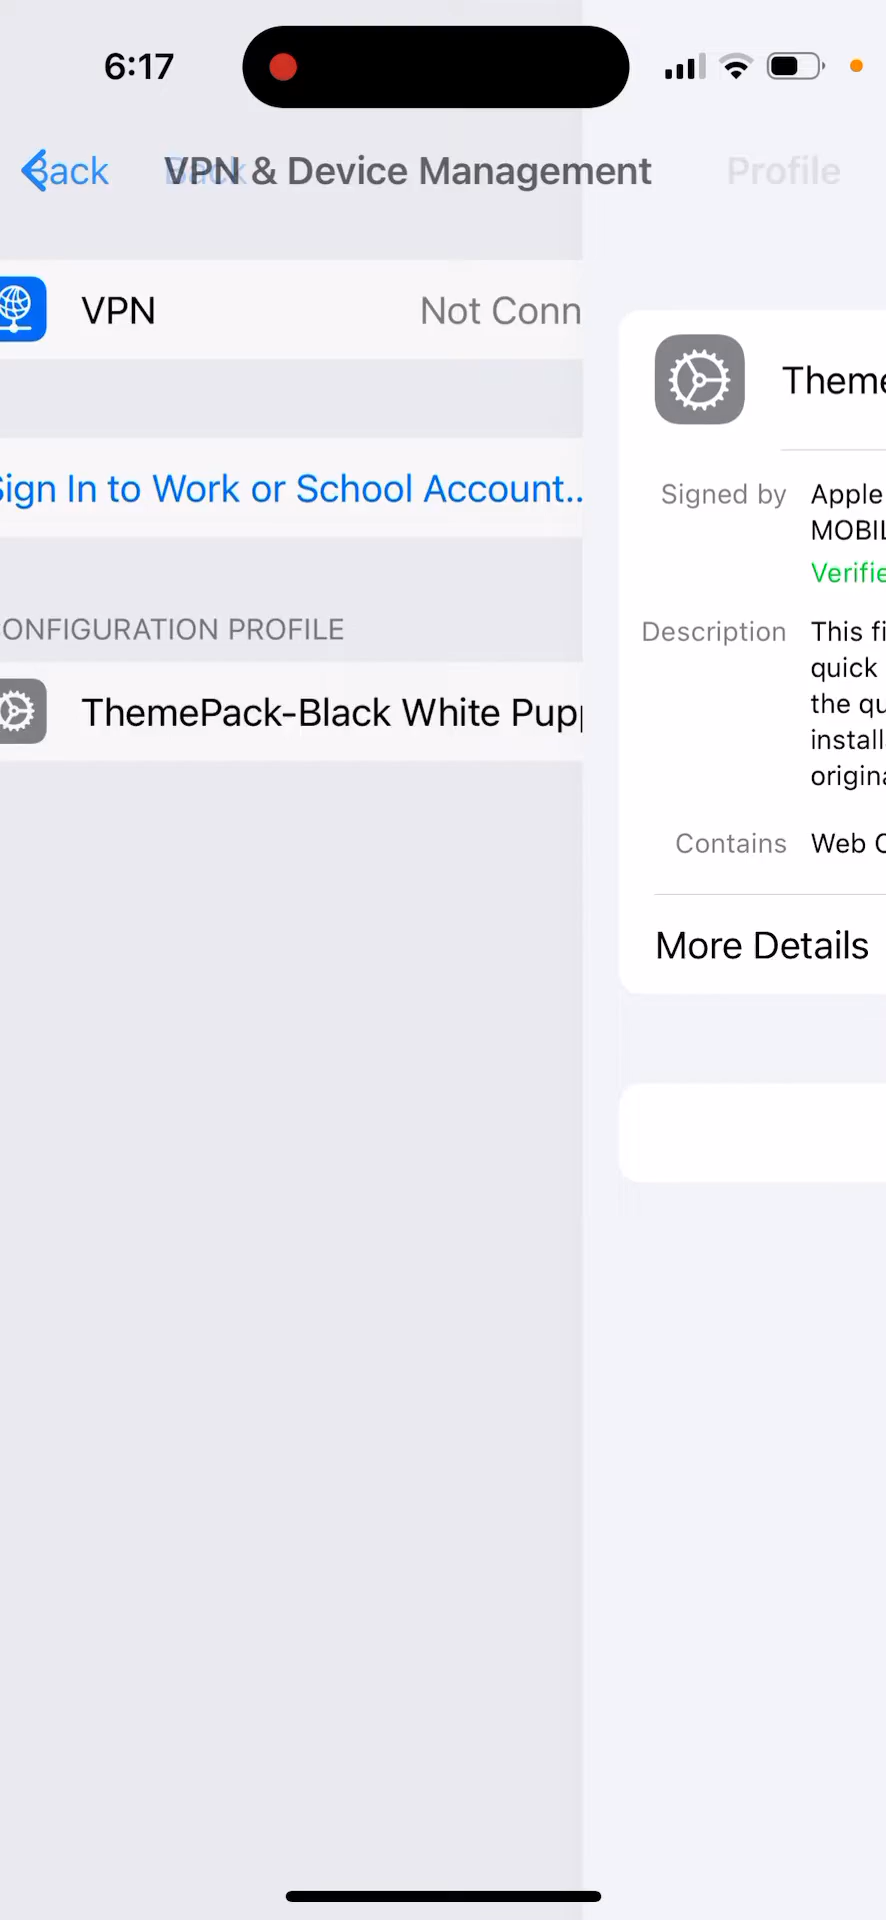 6:17
Back
VPN & Device Management
Profile
VPN
Not Conn
Sign In to Work or School Account..
ONFIGURATION PROFILE
ThemePack-Black White Pup
Theme
Signed by
Apple
MOBIL
Verifie
Description
This fi
quick
the qu
install
origina
Contains
Web C
More Details